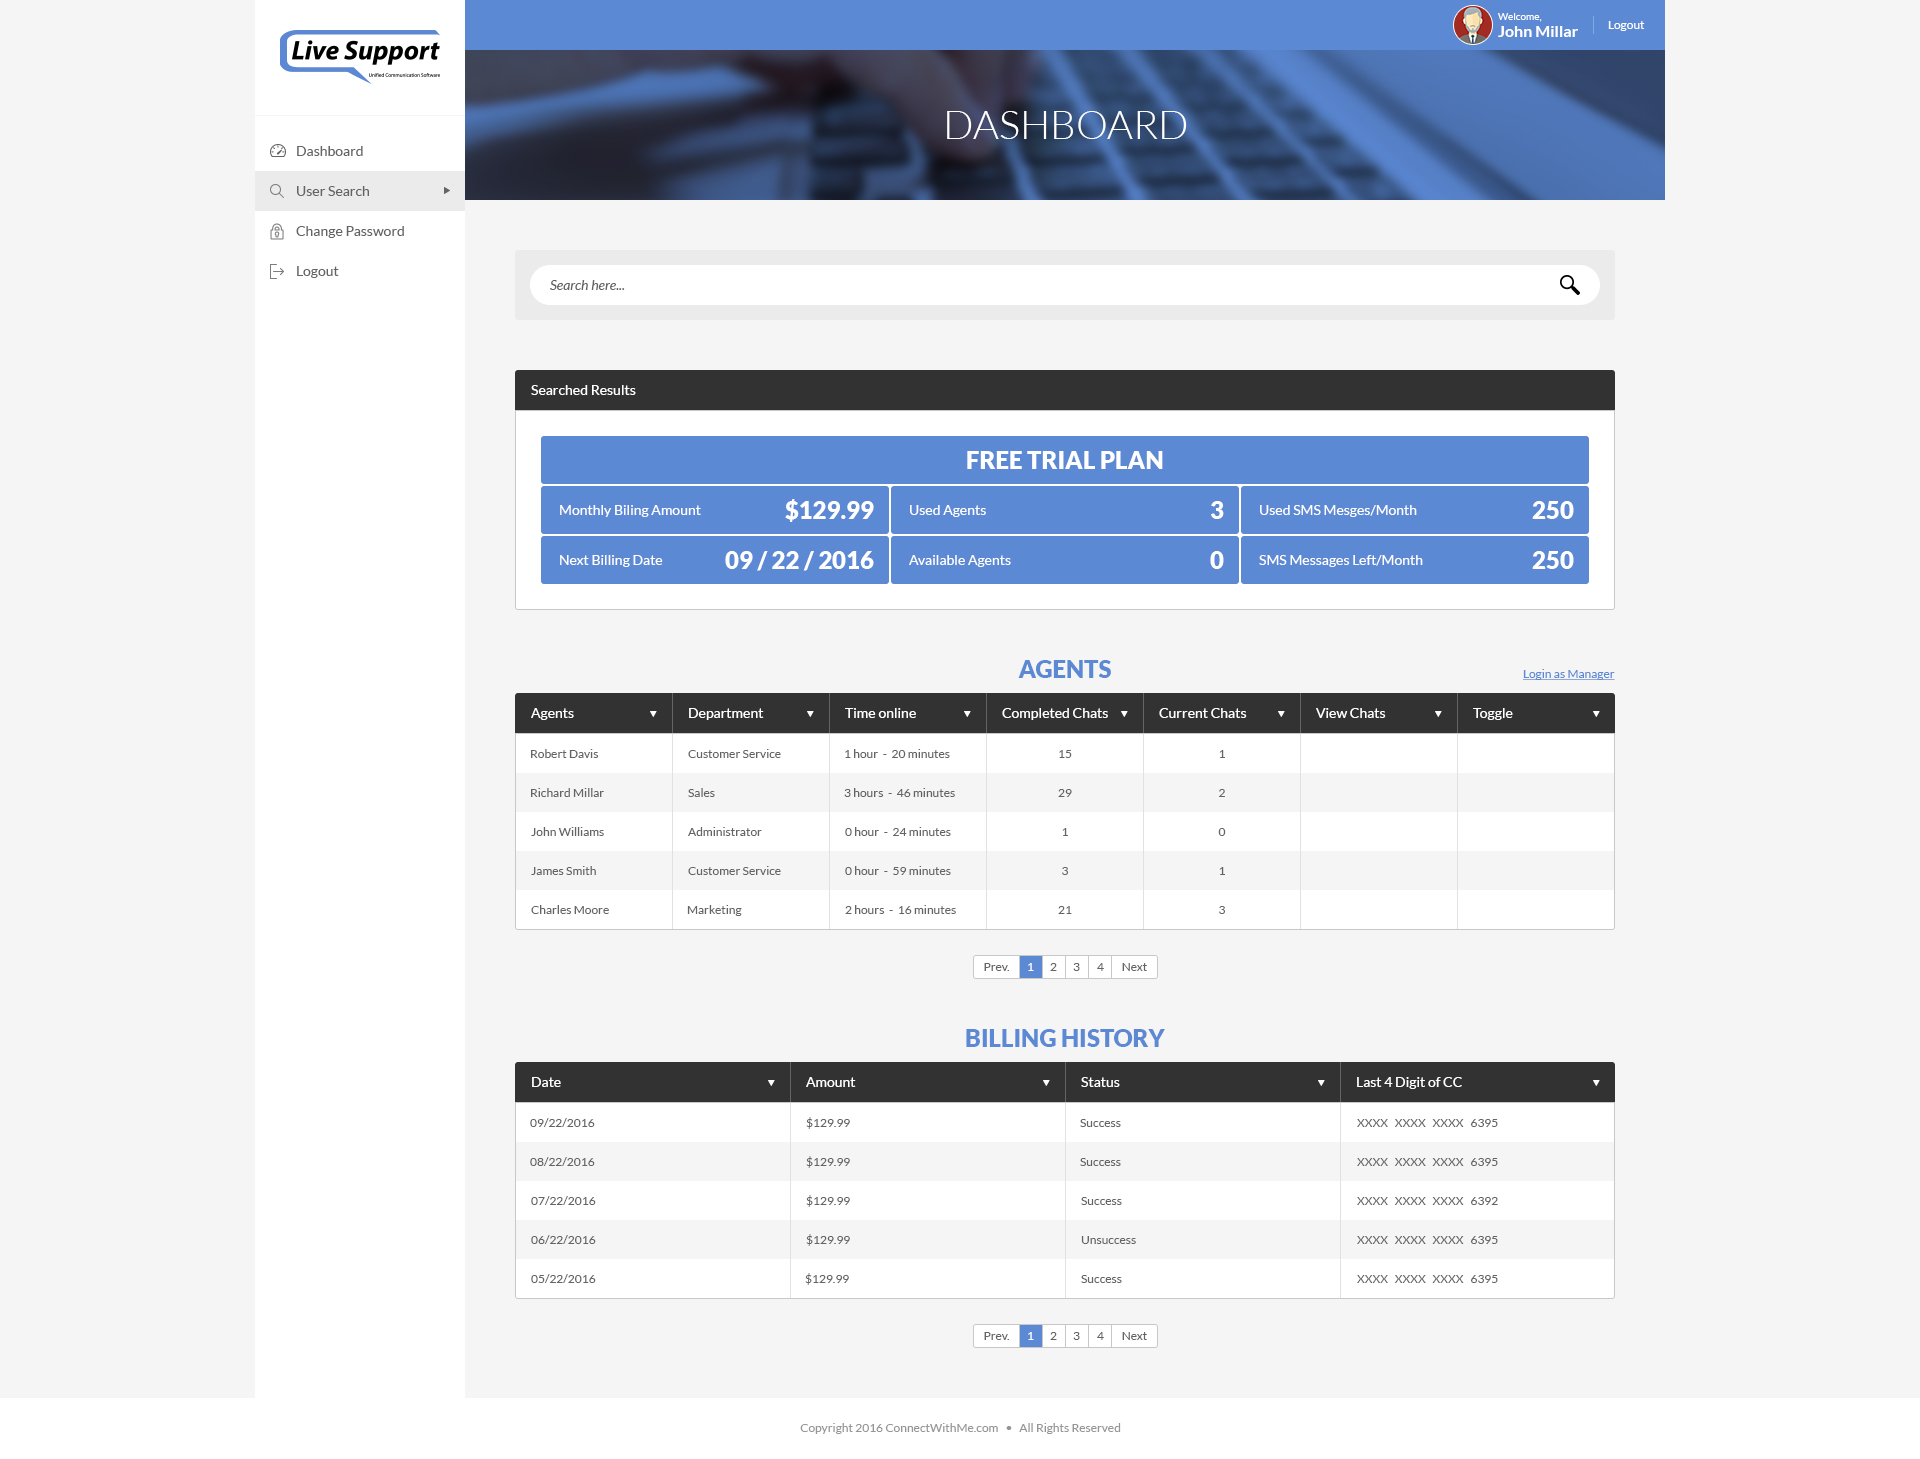 Live Support
Unified Communication Software
Welcome,
John Millar
Logout
Dashboard
User Search
Change Password
Logout
DASHBOARD
Search here...
Searched Results
FREE TRIAL PLAN
Monthly Biling Amount $129.99 Used Agents 3 Used SMS Mesges/Month 250
Next Billing Date 09 / 22 / 2016 Available Agents 0 SMS Messages Left/Month 250
AGENTS
Login as Manager
Agents Department Time online Completed Chats Current Chats View Chats Toggle
Robert Davis Customer Service 1 hour - 20 minutes 15 1
Richard Millar Sales 3 hours - 46 minutes 29 2
John Williams Administrator 0 hour - 24 minutes 1 0
James Smith Customer Service 0 hour - 59 minutes 3 1
Charles Moore Marketing 2 hours - 16 minutes 21 3
Prev. 1 2 3 4 Next
BILLING HISTORY
Date Amount Status Last 4 Digit of CC
09/22/2016 $129.99 Success XXXX XXXX XXXX 6395
08/22/2016 $129.99 Success XXXX XXXX XXXX 6395
07/22/2016 $129.99 Success XXXX XXXX XXXX 6392
06/22/2016 $129.99 Unsuccess XXXX XXXX XXXX 6395
05/22/2016 $129.99 Success XXXX XXXX XXXX 6395
Prev. 1 2 3 4 Next
Copyright 2016 ConnectWithMe.com • All Rights Reserved